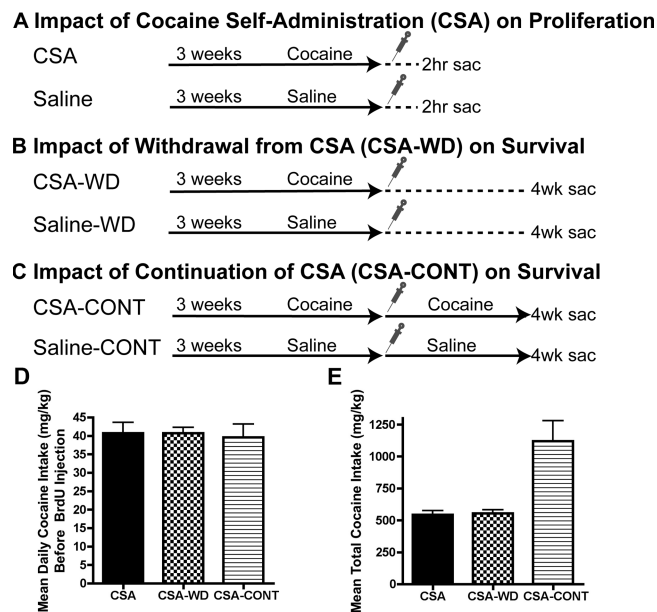 A Impact of Cocaine Self-Administration (CSA) on Proliferation
CSA 3 weeks Cocaine 2hr sac
Saline 3 weeks Saline 2hr sac
B Impact of Withdrawal from CSA (CSA-WD) on Survival
CSA-WD 3 weeks Cocaine 4wk sac
Saline-WD 3 weeks Saline 4wk sac
C Impact of Continuation of CSA (CSA-CONT) on Survival
CSA-CONT 3 weeks Cocaine Cocaine 4wk sac
Saline-CONT 3 weeks Saline Saline 4wk sac
D
Mean Daily Cocaine Intake (mg/kg)
Before BrdU Injection
45
40
35
30
25
20
15
10
5
0
CSA CSA-WD CSA-CONT
E
Mean Total Cocaine Intake (mg/kg)
1250
1000
750
500
250
0
CSA CSA-WD CSA-CONT